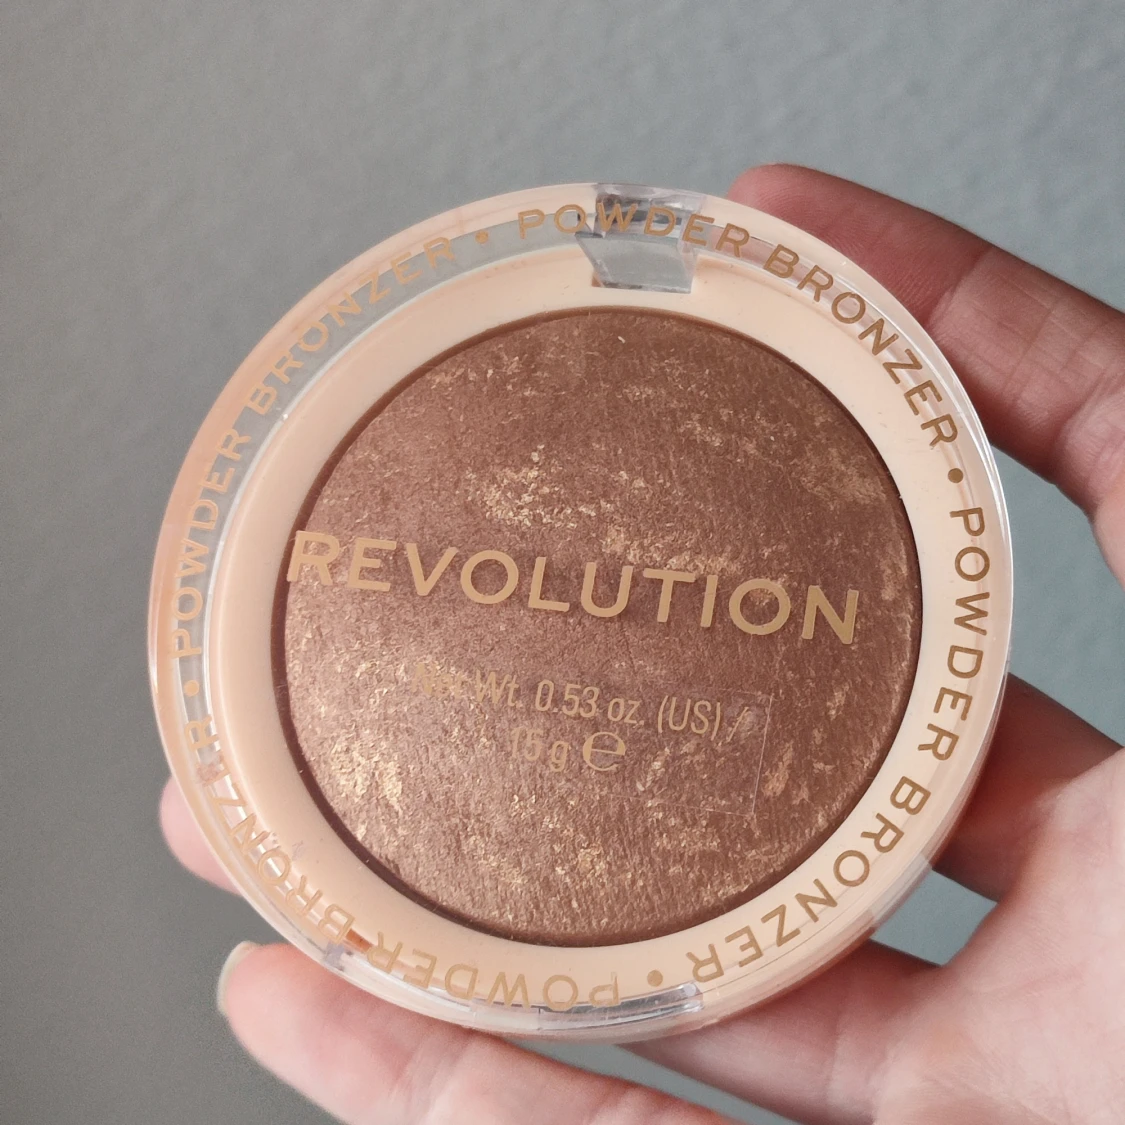 POWDER BRONZER • POWDER BRONZER • POWDER BRONZER • POWDER BRONZER •
REVOLUTION
Net Wt. 0.53 oz. (US) /
15 g ℮